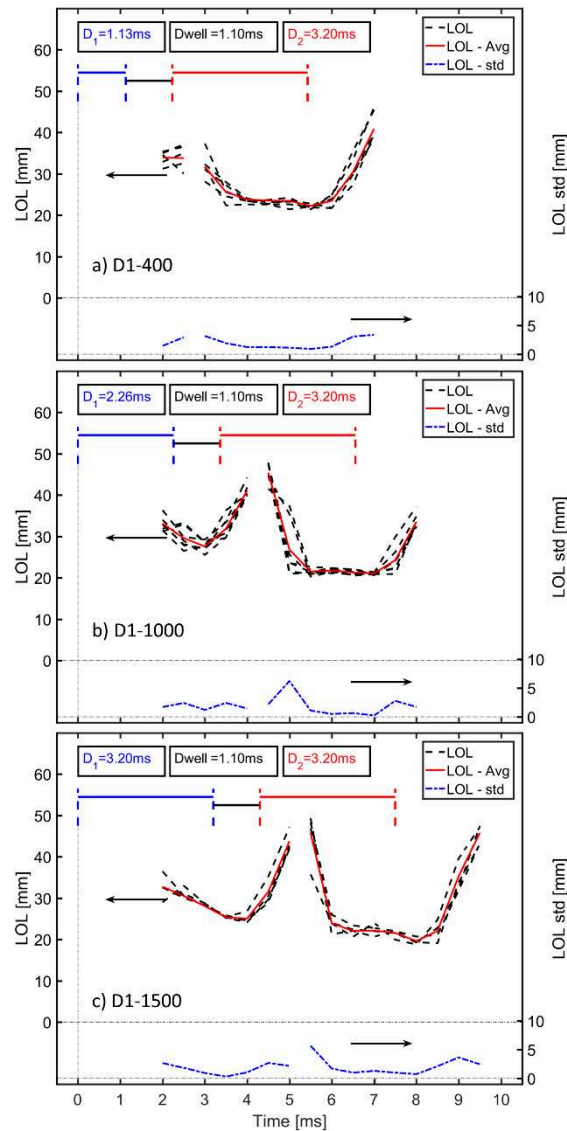 D1=1.13ms Dwell =1.10ms D2=3.20ms
LOL
LOL - Avg
LOL - std
60
50
40
30
20
10
0
LOL [mm]
10
5
0
LOL std [mm]
a) D1-400
D1=2.26ms Dwell =1.10ms D2=3.20ms
LOL
LOL - Avg
LOL - std
60
50
40
30
20
10
0
LOL [mm]
10
5
0
LOL std [mm]
b) D1-1000
D1=3.20ms Dwell =1.10ms D2=3.20ms
LOL
LOL - Avg
LOL - std
60
50
40
30
20
10
0
LOL [mm]
10
5
0
LOL std [mm]
c) D1-1500
0 1 2 3 4 5 6 7 8 9 10
Time [ms]